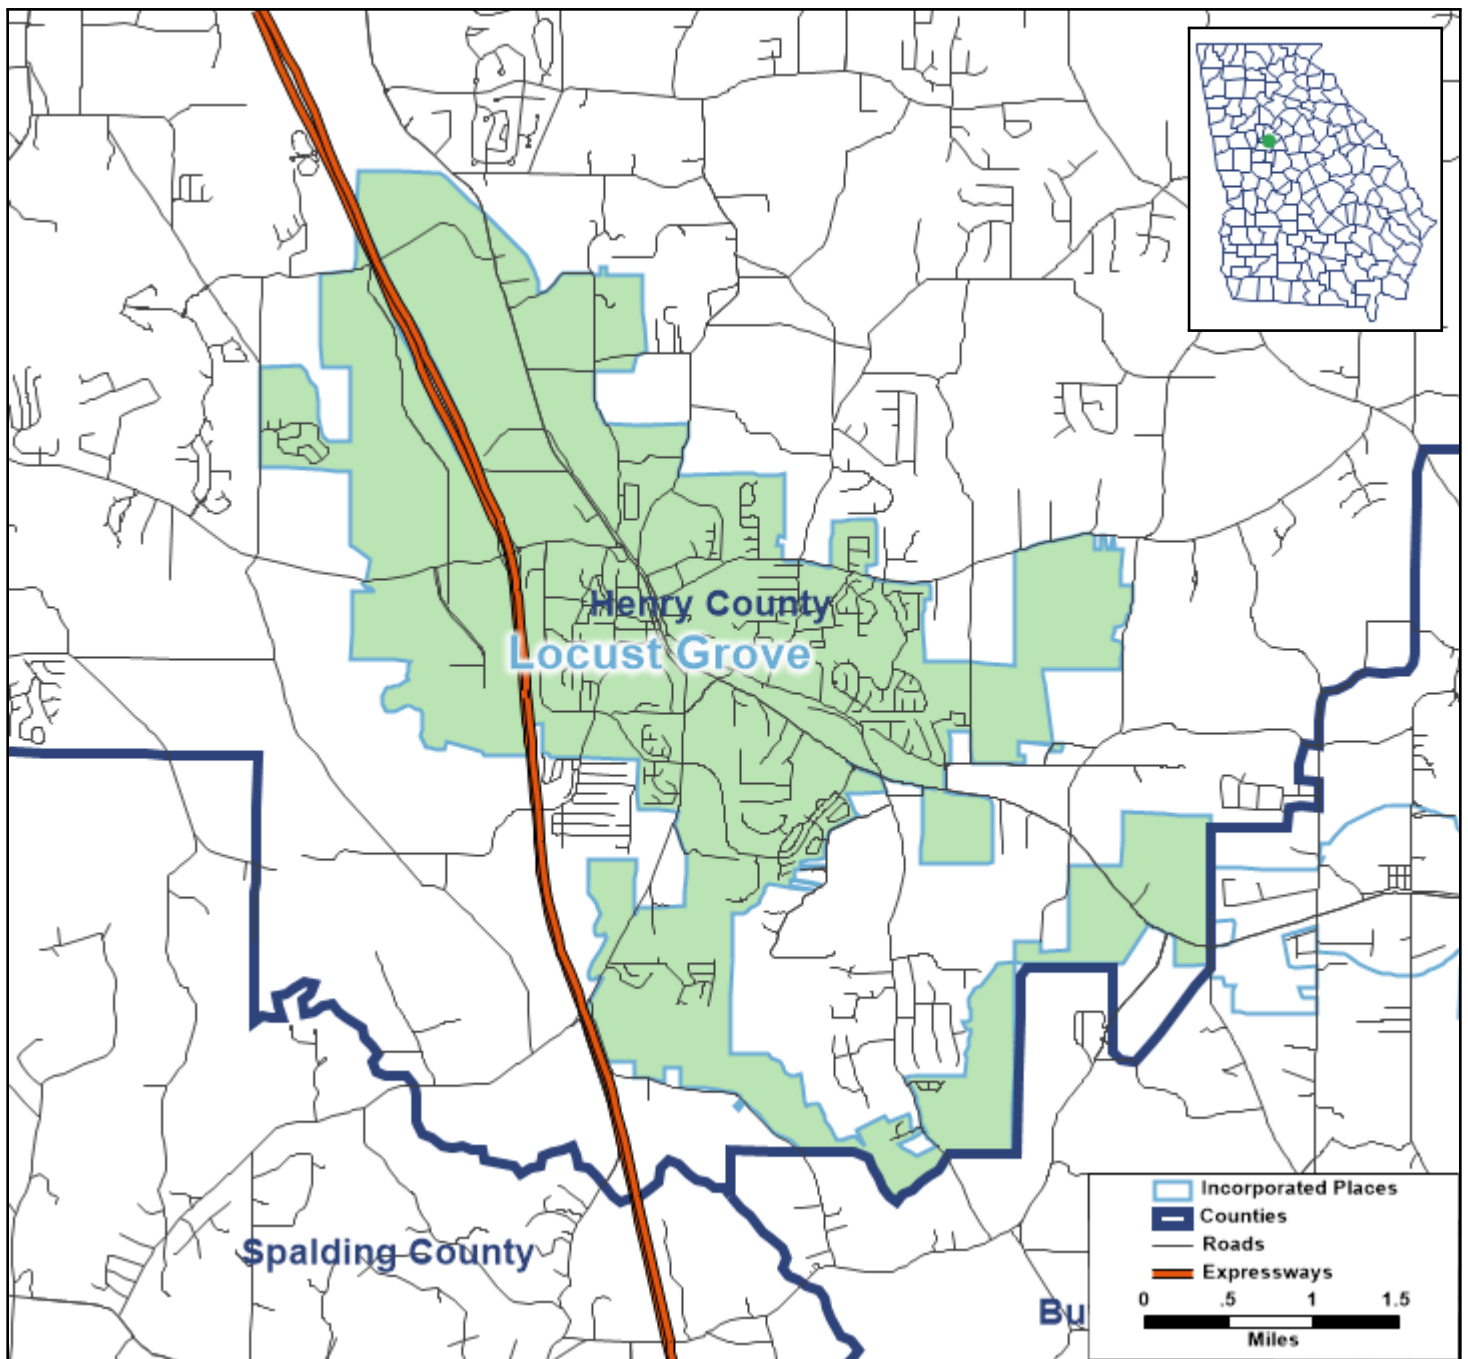 Henry County
Locust Grove
Spalding County
Bu
Incorporated Places
Counties
Roads
Expressways
0 .5 1 1.5
Miles